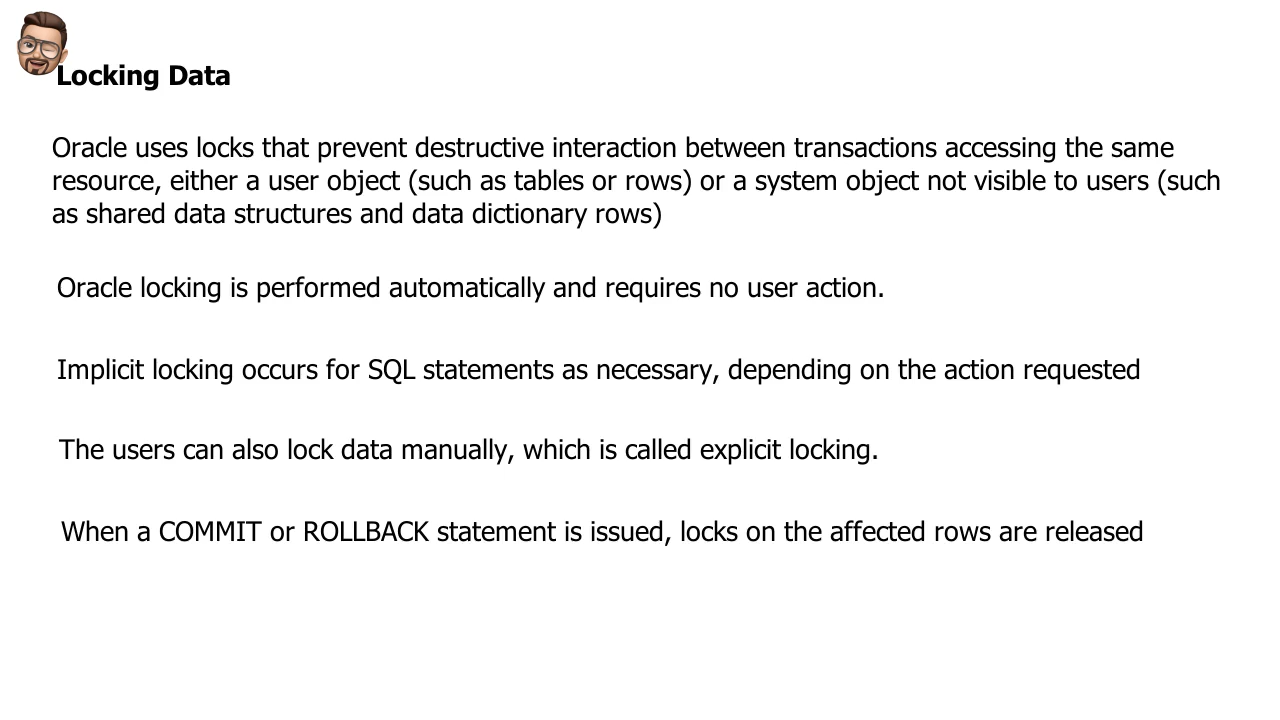 Locking Data
Oracle uses locks that prevent destructive interaction between transactions accessing the same
resource, either a user object (such as tables or rows) or a system object not visible to users (such
as shared data structures and data dictionary rows)
Oracle locking is performed automatically and requires no user action.
Implicit locking occurs for SQL statements as necessary, depending on the action requested
The users can also lock data manually, which is called explicit locking.
When a COMMIT or ROLLBACK statement is issued, locks on the affected rows are released